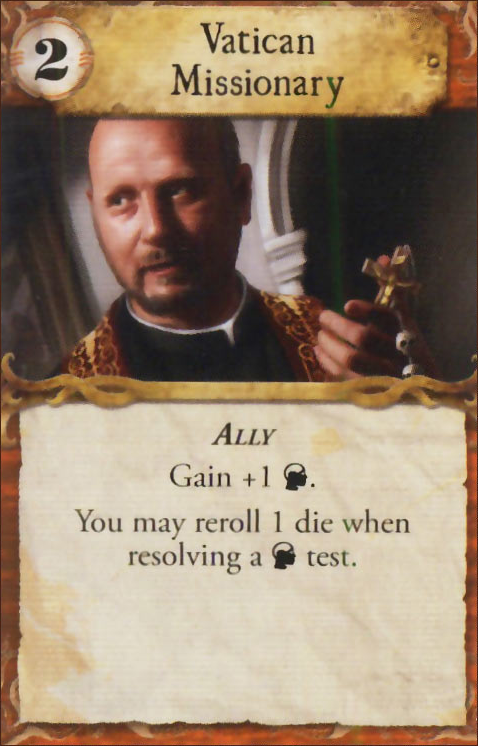 2
Vatican
Missionary
ALLY
Gain +1 .
You may reroll 1 die when
resolving a test.